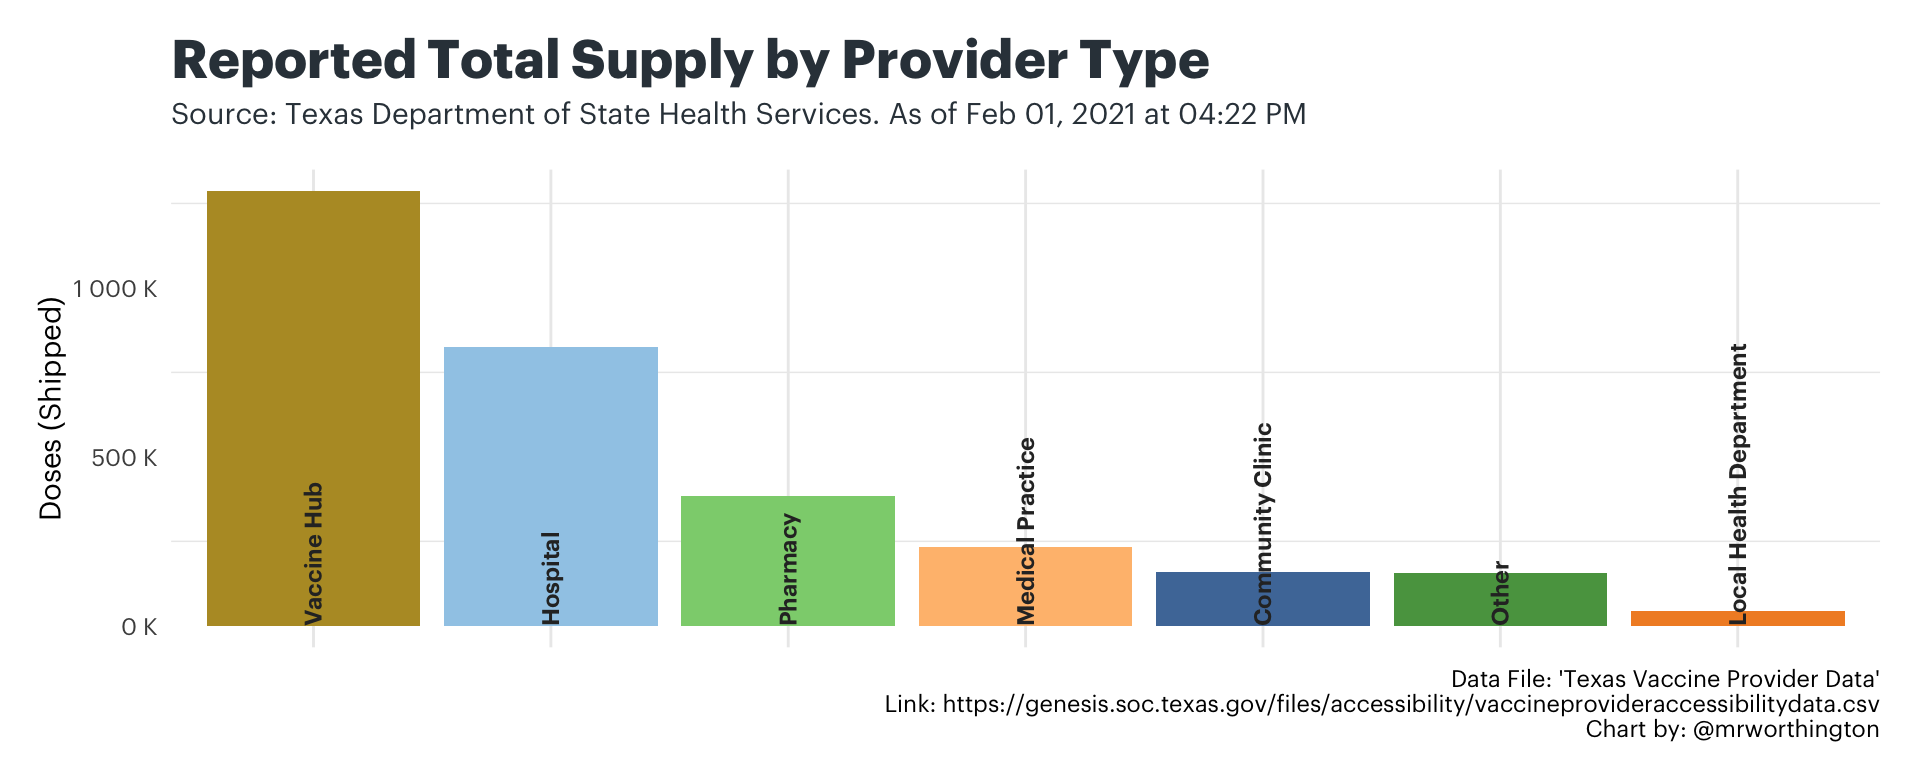 Reported Total Supply by Provider Type
Source: Texas Department of State Health Services. As of Feb 01, 2021 at 04:22 PM
Doses (Shipped)
1 000 K
500 K
0 K
Vaccine Hub
Hospital
Pharmacy
Medical Practice
Community Clinic
Other
Local Health Department
Data File: 'Texas Vaccine Provider Data'
Link: https://genesis.soc.texas.gov/files/accessibility/vaccineprovideraccessibilitydata.csv
Chart by: @mrworthington